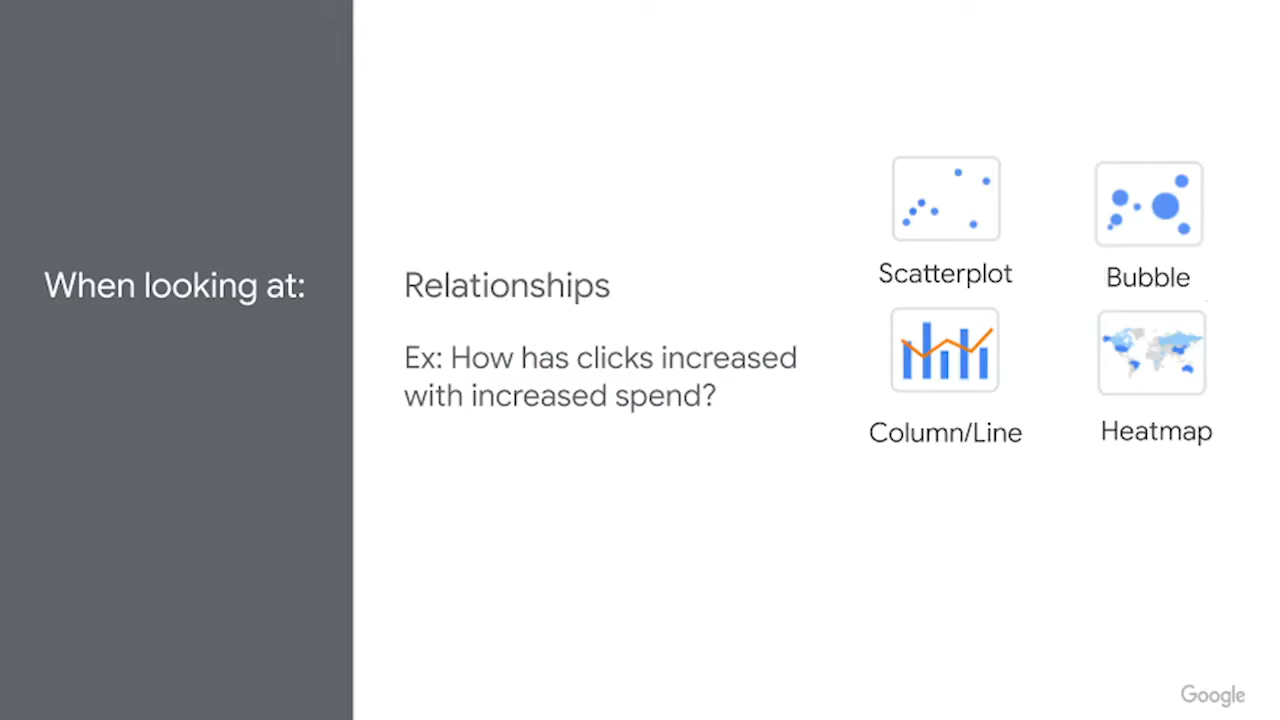 When looking at:
Relationships
Ex: How has clicks increased
with increased spend?
Scatterplot
Bubble
Column/Line
Heatmap
Google